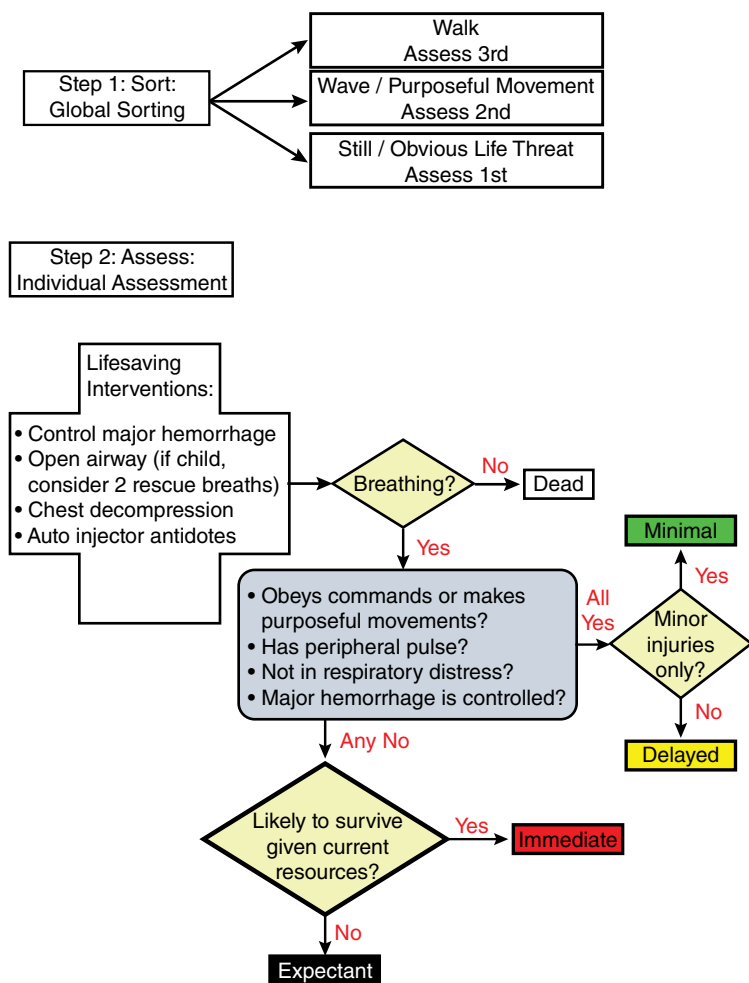 Walk
Assess 3rd
Step 1: Sort:
Global Sorting
Wave / Purposeful Movement
Assess 2nd
Still / Obvious Life Threat
Assess 1st
Step 2: Assess:
Individual Assessment
Lifesaving
Interventions:
• Control major hemorrhage
• Open airway (if child,
consider 2 rescue breaths)
• Chest decompression
• Auto injector antidotes
Breathing?
No
Dead
Yes
• Obeys commands or makes
purposeful movements?
• Has peripheral pulse?
• Not in respiratory distress?
• Major hemorrhage is controlled?
All
Yes
Minor
injuries
only?
Yes
Minimal
No
Delayed
Any No
Likely to survive
given current
resources?
Yes
Immediate
No
Expectant